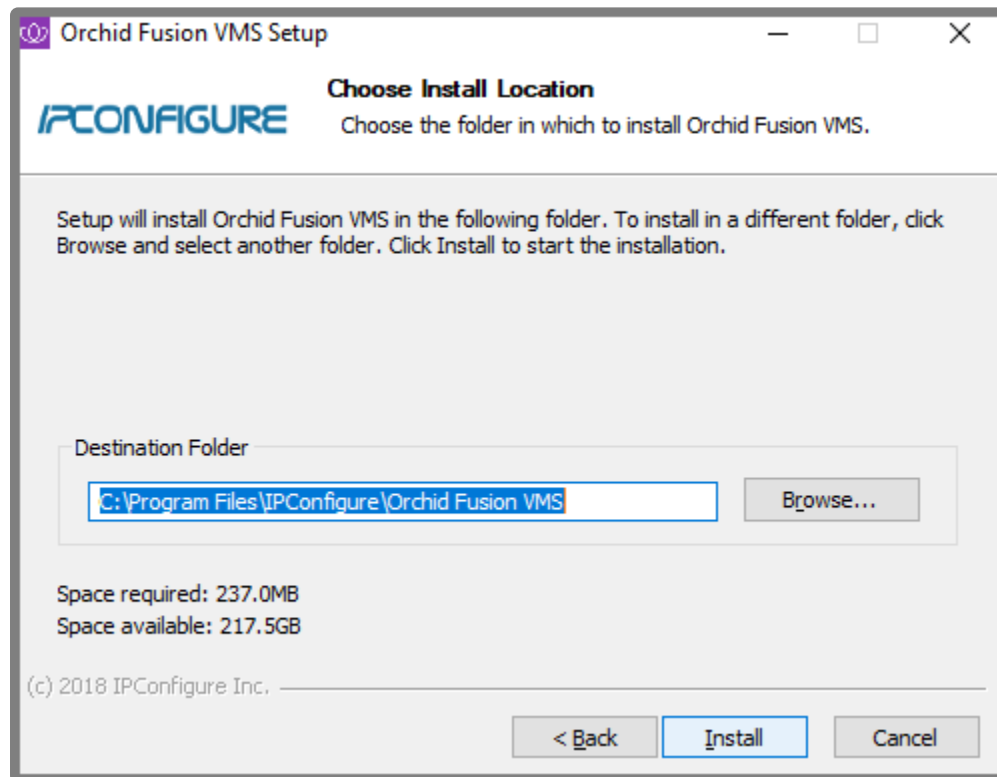 Orchid Fusion VMS Setup
IPCONFIGURE
Choose Install Location
Choose the folder in which to install Orchid Fusion VMS.
Setup will install Orchid Fusion VMS in the following folder. To install in a different folder, click
Browse and select another folder. Click Install to start the installation.
Destination Folder
C:\Program Files\IPConfigure\Orchid Fusion VMS
Browse...
Space required: 237.0MB
Space available: 217.5GB
(c) 2018 IPConfigure Inc.
< Back
Install
Cancel